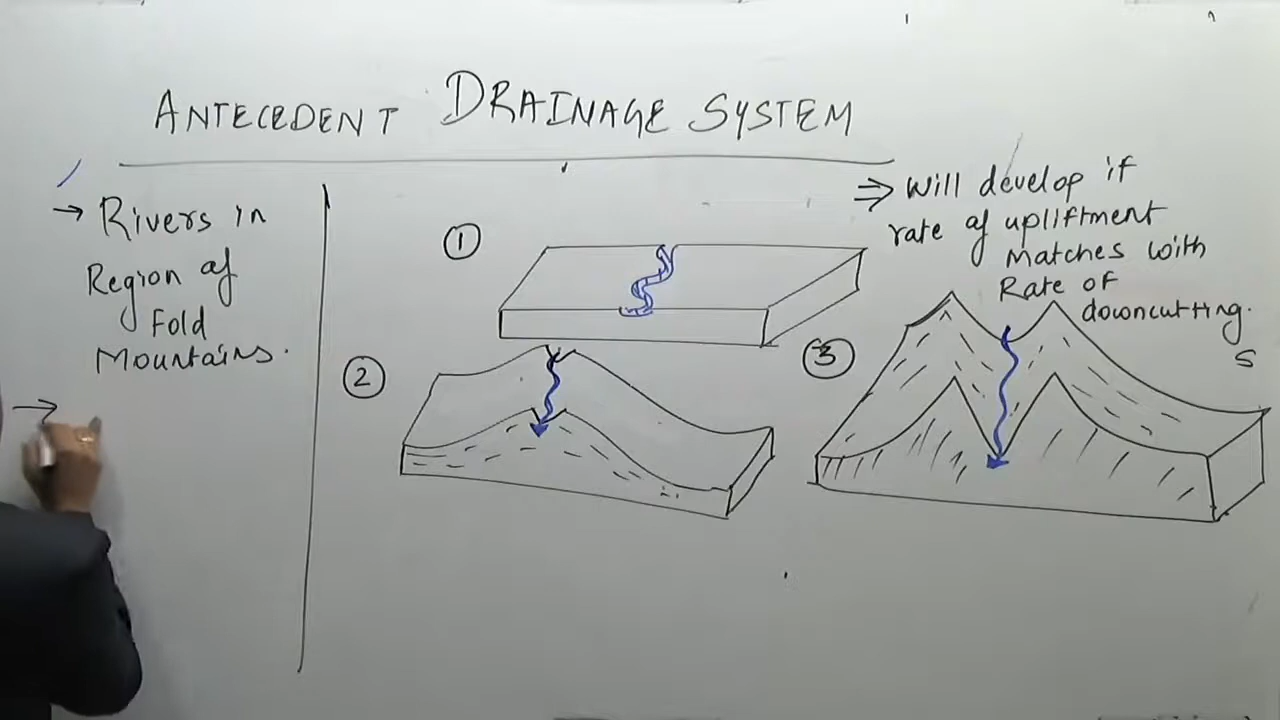 ANTECEDENT DRAINAGE SYSTEM
→ Rivers in
Region of
Fold
Mountains.
→
①
②
③
⇒ Will develop if
rate of upliftment
Matches with
Rate of
downcutting.
S